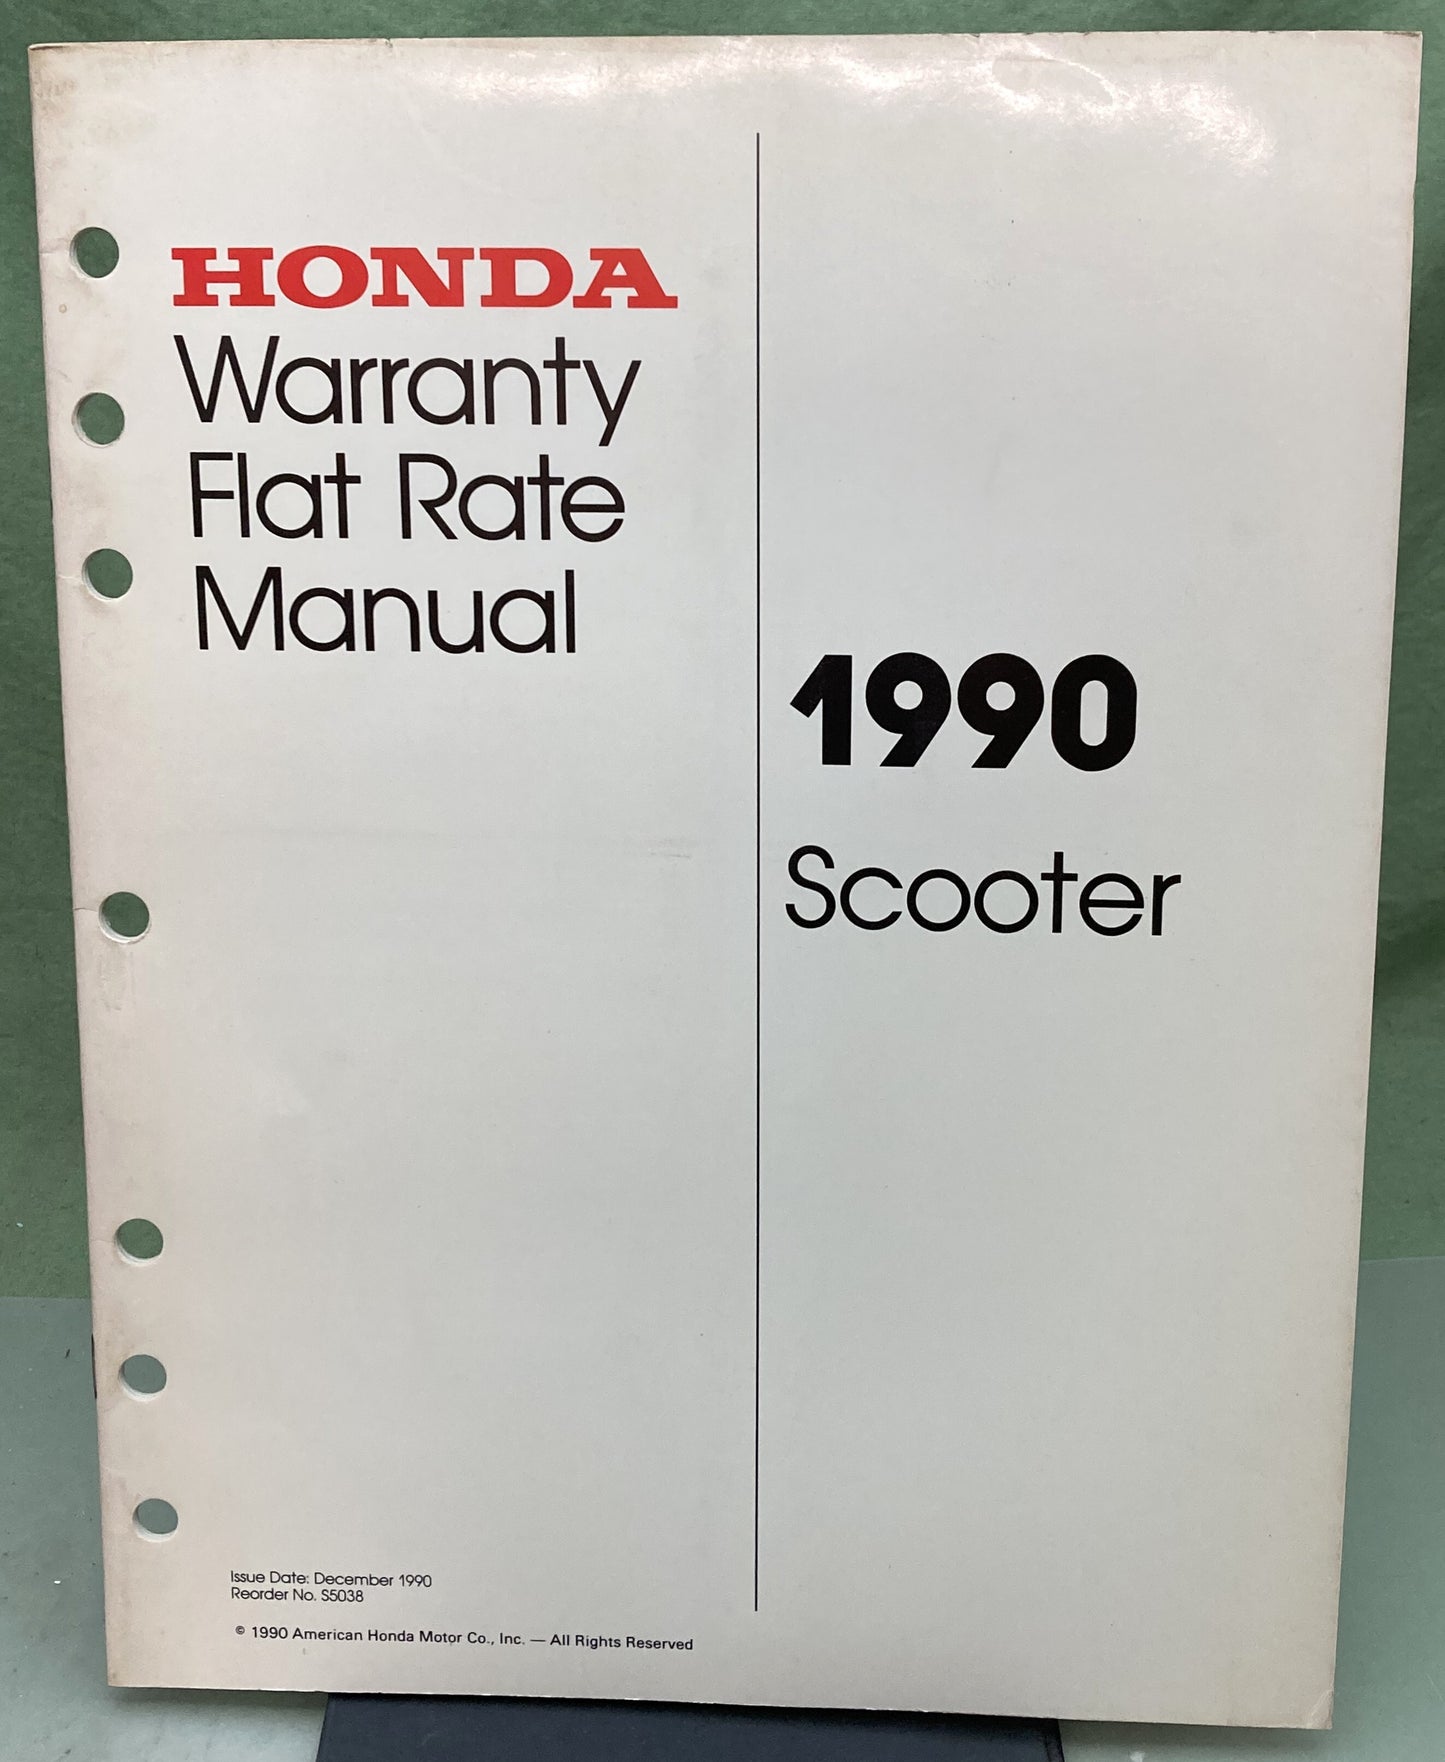 HONDA
Warranty
Flat Rate
Manual
1990
Scooter
Issue Date: December 1990
Reorder No. S5038
© 1990 American Honda Motor Co., Inc. — All Rights Reserved